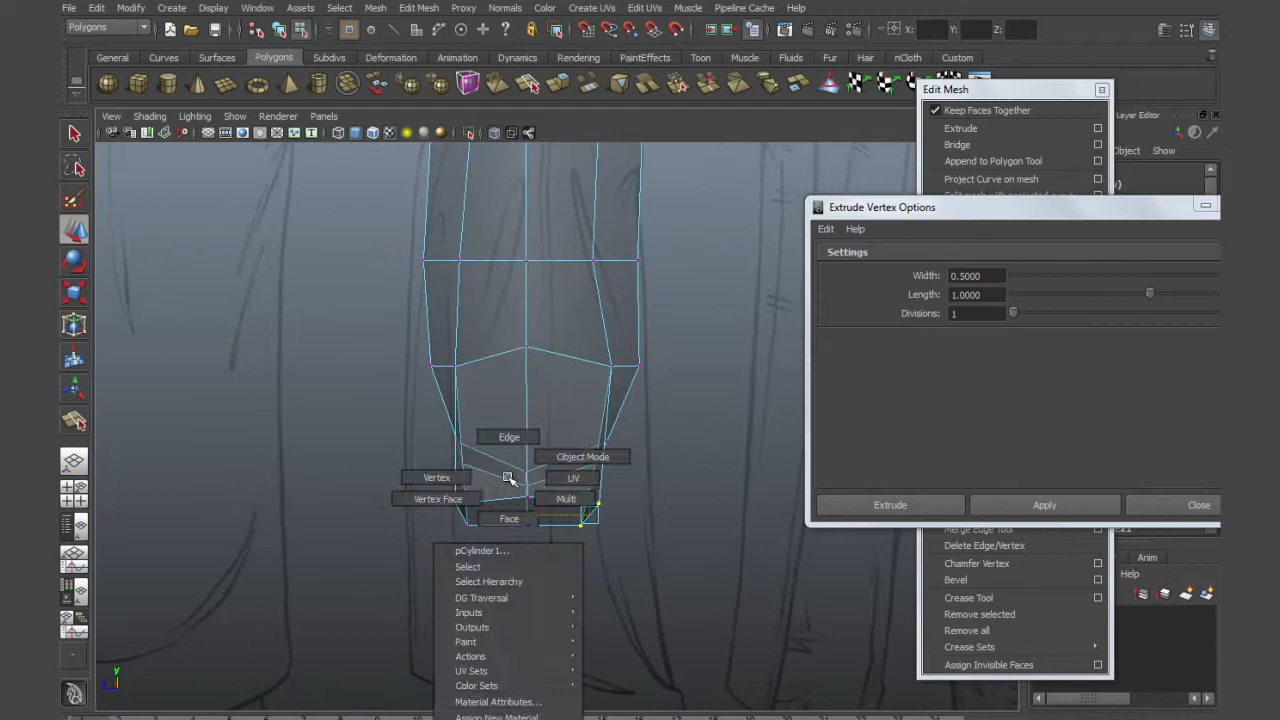 File Edit Modify Create Display Window Assets Select Mesh Edit Mesh Proxy Normals Color Create UVs Edit UVs Muscle Pipeline Cache Help
Polygons X: Y: Z:
General Curves Surfaces Polygons Subdivs Deformation Animation Dynamics Rendering PaintEffects Toon Muscle Fluids Fur Hair nCloth Custom
View Shading Lighting Show Renderer Panels
Edit Mesh
Keep Faces Together
Extrude
Bridge
Append to Polygon Tool
Project Curve on mesh
Layer Editor
Object Show
Extrude Vertex Options
Edit Help
Settings
Width: 0.5000
Length: 1.0000
Divisions: 1
Extrude Apply Close
Merge Edge Tool
Delete Edge/Vertex
Chamfer Vertex
Bevel
Crease Tool
Remove selected
Remove all
Crease Sets
Assign Invisible Faces
Anim
Help
Edge
Object Mode
Vertex UV
Vertex Face Multi
Face
pCylinder1...
Select
Select Hierarchy
DG Traversal
Inputs
Outputs
Paint
Actions
UV Sets
Color Sets
Material Attributes...
Assign New Material
y
z